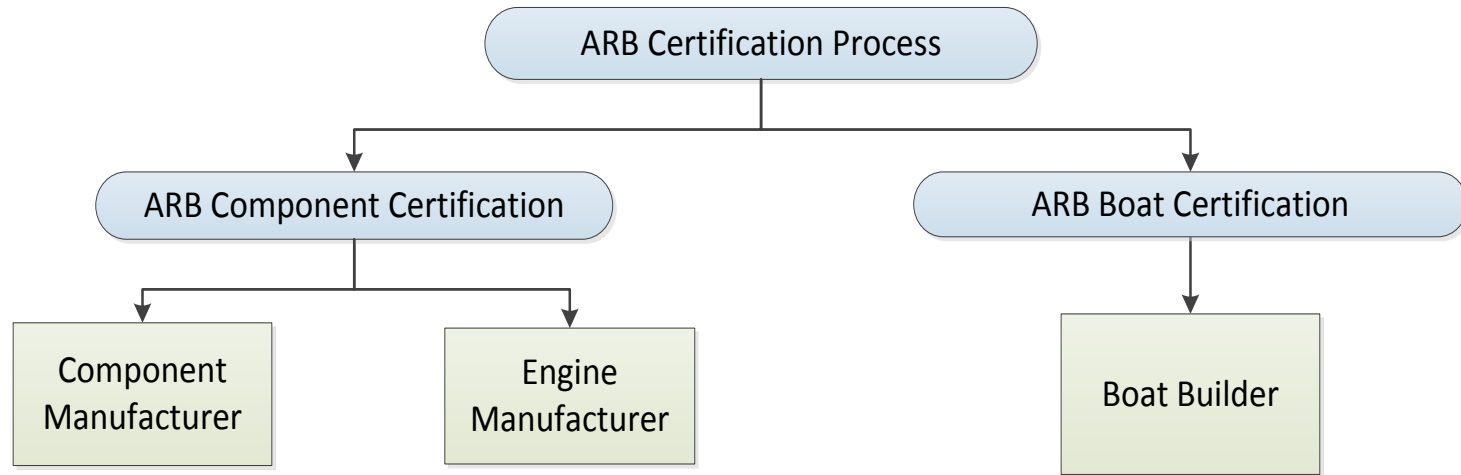 ARB Certification Process
ARB Component Certification
ARB Boat Certification
Component
Manufacturer
Engine
Manufacturer
Boat Builder